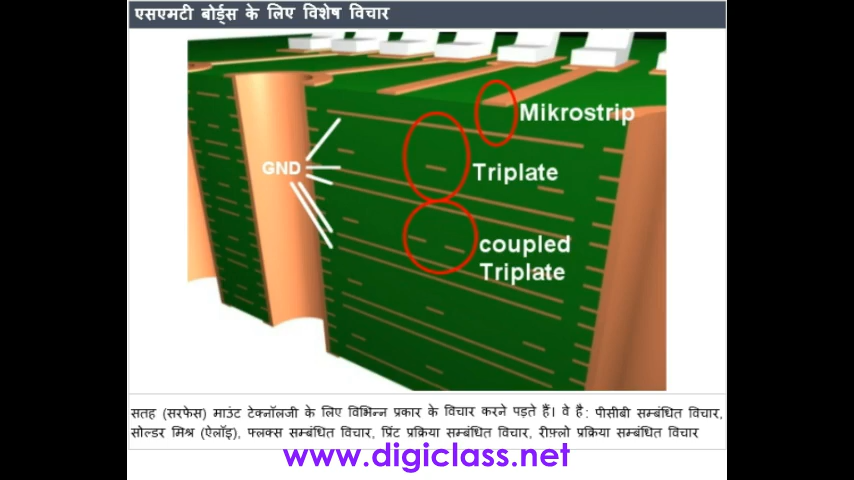 एसएमटी बोर्ड्स के लिए विशेष विचार
Mikrostrip
GND
Triplate
coupled
Triplate
सतह (सरफेस) माउंट टेक्नॉलजी के लिए विभिन्न प्रकार के विचार करने पड़ते हैं। वे है: पीसीबी सम्बंधित विचार,
सोल्डर मिश्र (ऐलॉइ), फ्लक्स सम्बंधित विचार, प्रिंट प्रक्रिया सम्बंधित विचार, रीफ़्लो प्रक्रिया सम्बंधित विचार
www.digiclass.net